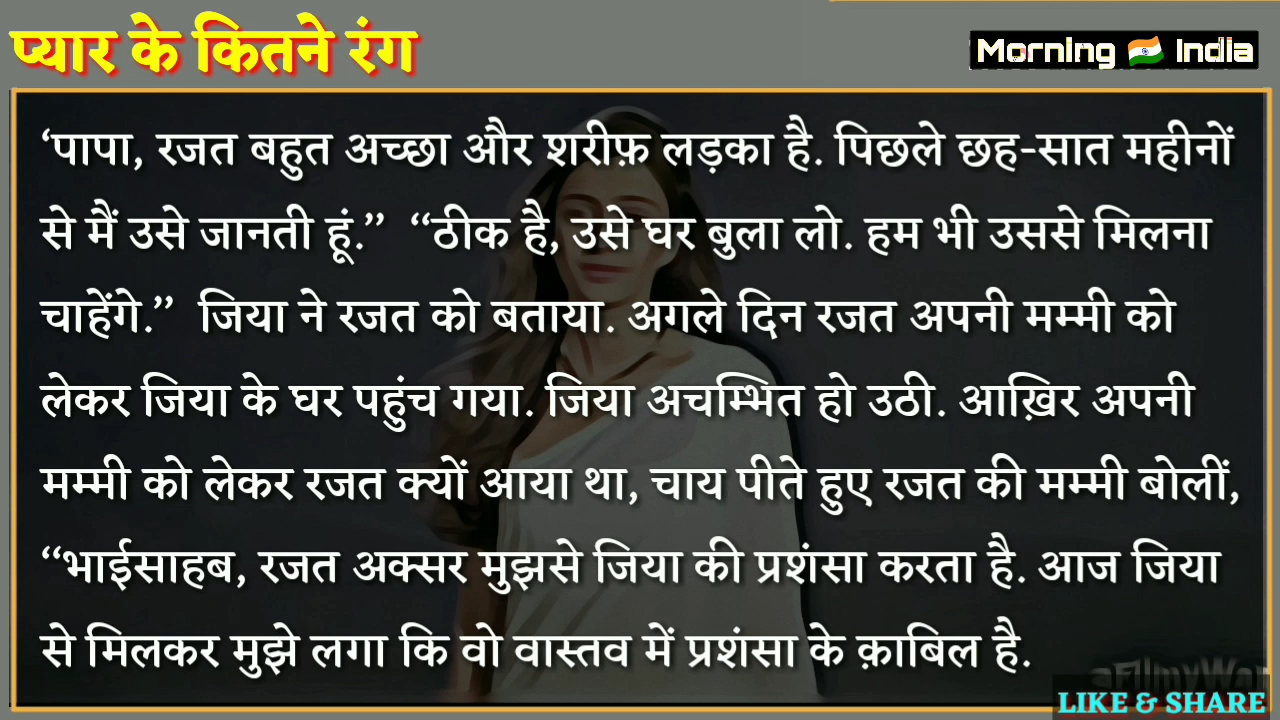 प्यार के कितने रंग
Morning India
‘पापा, रजत बहुत अच्छा और शरीफ़ लड़का है. पिछले छह-सात महीनों
से मैं उसे जानती हूं.” “ठीक है, उसे घर बुला लो. हम भी उससे मिलना
चाहेंगे.” जिया ने रजत को बताया. अगले दिन रजत अपनी मम्मी को
लेकर जिया के घर पहुंच गया. जिया अचम्भित हो उठी. आख़िर अपनी
मम्मी को लेकर रजत क्यों आया था, चाय पीते हुए रजत की मम्मी बोलीं,
“भाईसाहब, रजत अक्सर मुझसे जिया की प्रशंसा करता है. आज जिया
से मिलकर मुझे लगा कि वो वास्तव में प्रशंसा के क़ाबिल है.
LIKE & SHARE